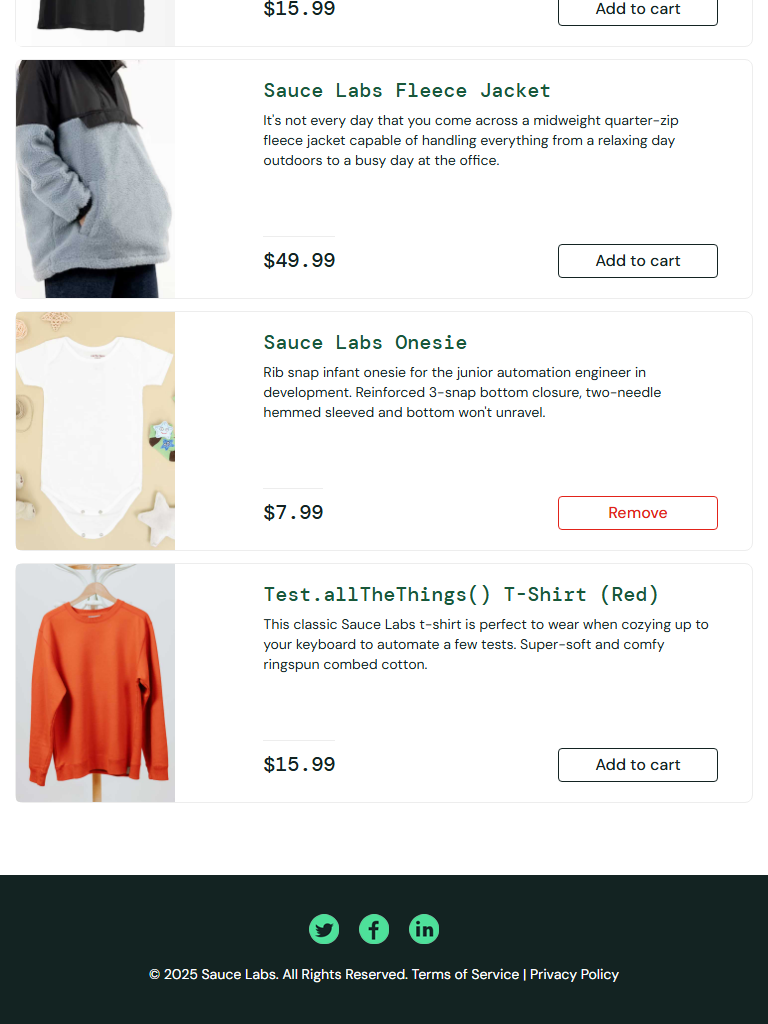 $15.99
Add to cart
Sauce Labs Fleece Jacket
It's not every day that you come across a midweight quarter-zip
fleece jacket capable of handling everything from a relaxing day
outdoors to a busy day at the office.
$49.99
Add to cart
Sauce Labs Onesie
Rib snap infant onesie for the junior automation engineer in
development. Reinforced 3-snap bottom closure, two-needle
hemmed sleeved and bottom won't unravel.
$7.99
Remove
Test.allTheThings() T-Shirt (Red)
This classic Sauce Labs t-shirt is perfect to wear when cozying up to
your keyboard to automate a few tests. Super-soft and comfy
ringspun combed cotton.
$15.99
Add to cart
© 2025 Sauce Labs. All Rights Reserved. Terms of Service | Privacy Policy